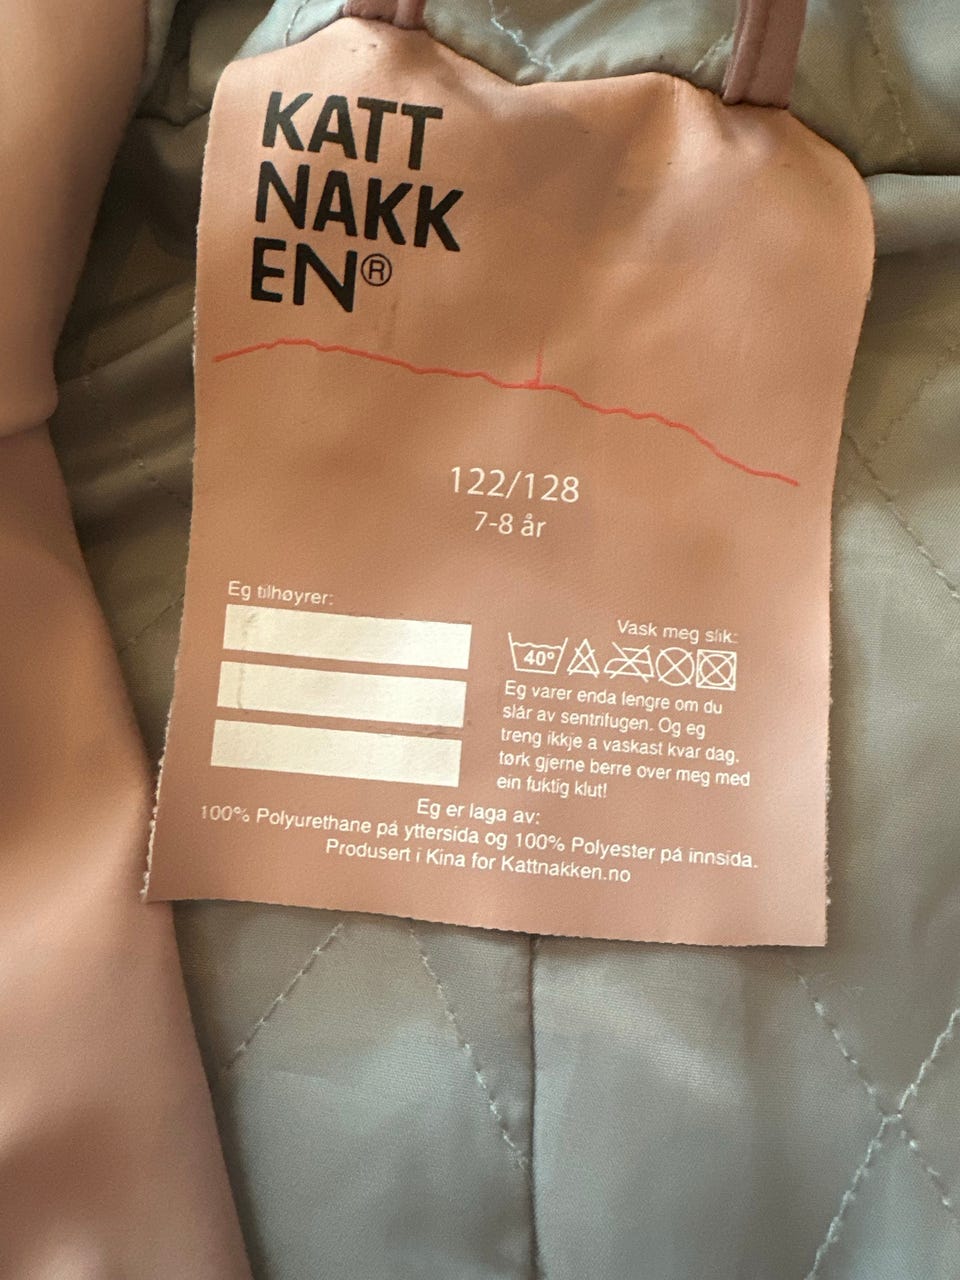 KATT
NAKK
EN®
122/128
7-8 år
Eg tilhøyrer:
Vask meg slik:
40°
Eg varer enda lengre om du
slår av sentrifugen. Og eg
treng ikkje a vaskast kvar dag,
tørk gjerne berre over meg med
ein fuktig klut!
Eg er laga av:
100% Polyurethane på yttersida og 100% Polyester på innsida.
Produsert i Kina for Kattnakken.no